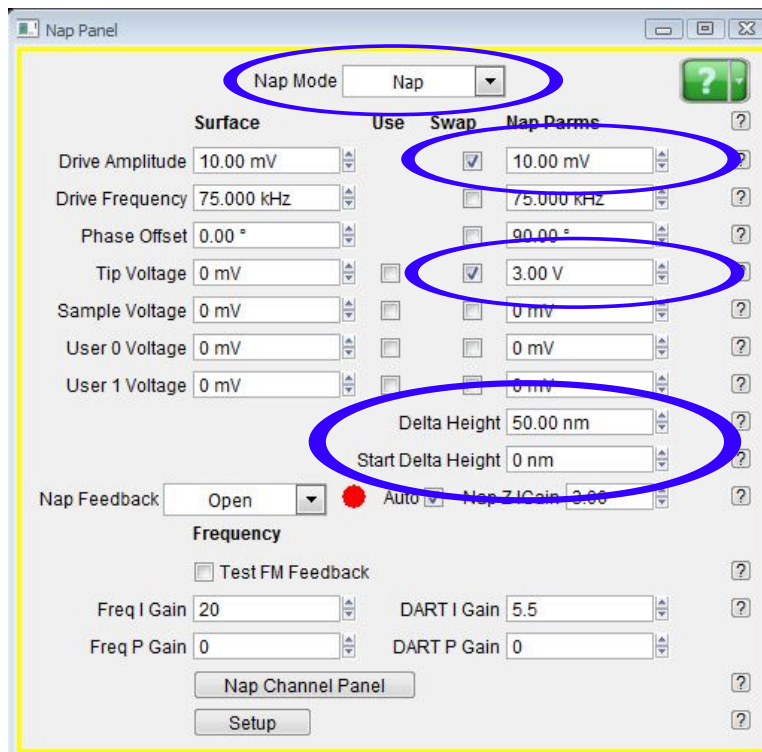 Nap Panel
Nap Mode Nap ?
Surface Use Swap Nap Parms ?
Drive Amplitude 10.00 mV 10.00 mV ?
Drive Frequency 75.000 kHz 75.000 kHz ?
Phase Offset 0.00 ° 90.00 ° ?
Tip Voltage 0 mV 3.00 V ?
Sample Voltage 0 mV 0 mV ?
User 0 Voltage 0 mV 0 mV ?
User 1 Voltage 0 mV 0 mV ?
Delta Height 50.00 nm ?
Start Delta Height 0 nm ?
Nap Feedback Open Auto Nap Z IGain 3.00 ?
Frequency
Test FM Feedback ?
Freq I Gain 20 DART I Gain 5.5 ?
Freq P Gain 0 DART P Gain 0
Nap Channel Panel ?
Setup ?